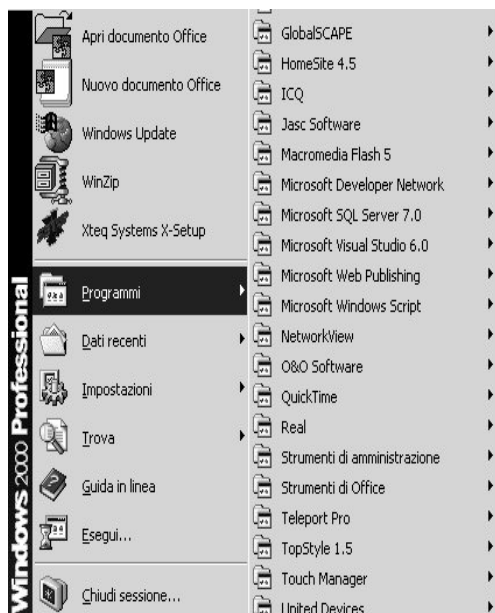 Apri documento Office
Nuovo documento Office
Windows Update
WinZip
Xteq Systems X-Setup
Programmi
Dati recenti
Impostazioni
Trova
Guida in linea
Esegui...
Chiudi sessione...
Windows 2000 Professional
GlobalSCAPE
HomeSite 4.5
ICQ
Jasc Software
Macromedia Flash 5
Microsoft Developer Network
Microsoft SQL Server 7.0
Microsoft Visual Studio 6.0
Microsoft Web Publishing
Microsoft Windows Script
NetworkView
O&O Software
QuickTime
Real
Strumenti di amministrazione
Strumenti di Office
Teleport Pro
TopStyle 1.5
Touch Manager
United Devices